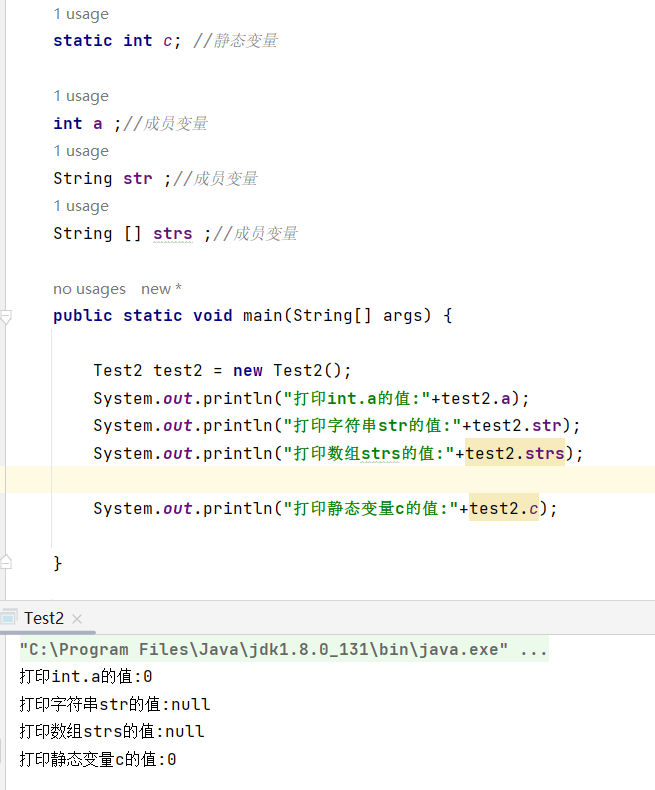 1 usage
static int c; //静态变量
1 usage
int a ;//成员变量
1 usage
String str ;//成员变量
1 usage
String [] strs ;//成员变量
no usages new *
public static void main(String[] args) {
Test2 test2 = new Test2();
System.out.println("打印int.a的值:"+test2.a);
System.out.println("打印字符串str的值:"+test2.str);
System.out.println("打印数组strs的值:"+test2.strs);
System.out.println("打印静态变量c的值:"+test2.c);
}
Test2 ×
"C:\Program Files\Java\jdk1.8.0_131\bin\java.exe" ...
打印int.a的值:0
打印字符串str的值:null
打印数组strs的值:null
打印静态变量c的值:0